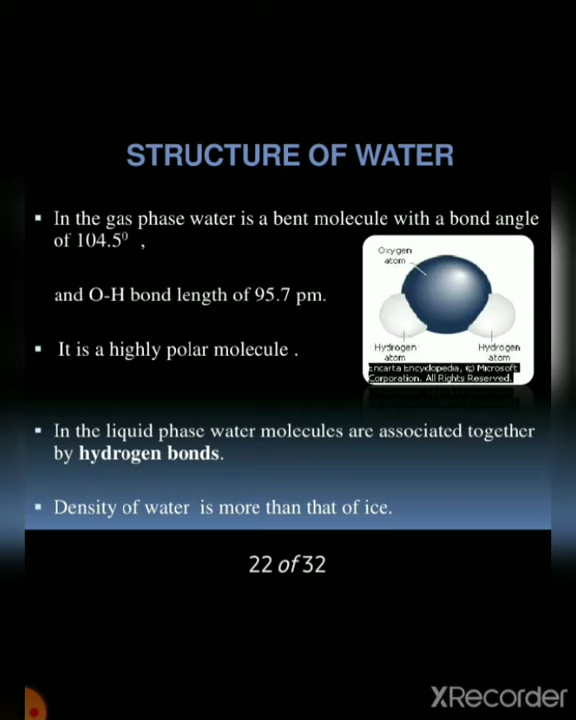 STRUCTURE OF WATER
▪ In the gas phase water is a bent molecule with a bond angle
of 104.5⁰ ,
Oxygen
atom
and O-H bond length of 95.7 pm.
▪ It is a highly polar molecule .
Hydrogen
atom
Hydrogen
atom
Encarta Encyclopedia, © Microsoft
Corporation. All Rights Reserved.
▪ In the liquid phase water molecules are associated together
by hydrogen bonds.
▪ Density of water is more than that of ice.
22 of 32
XRecorder